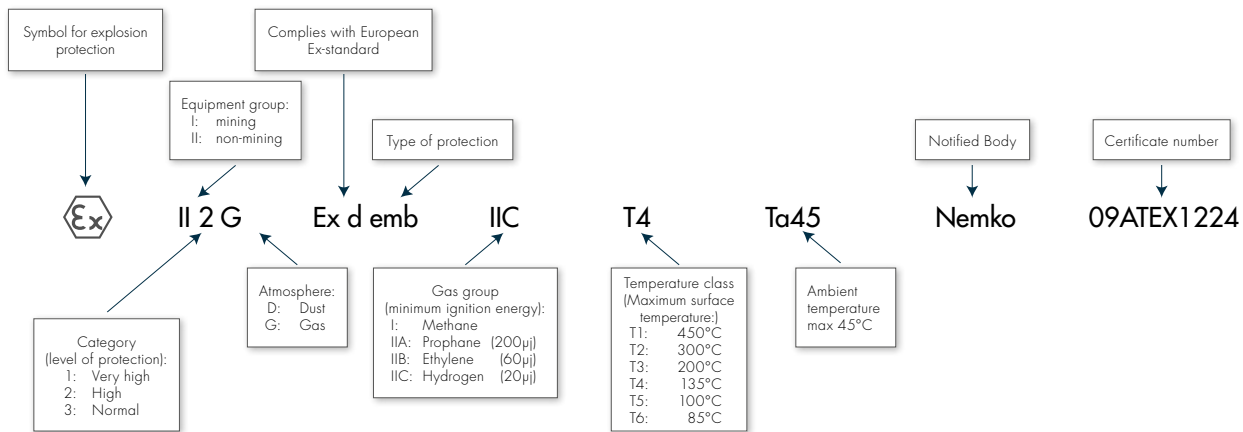 Symbol for explosion
protection
Complies with European
Ex-standard
Equipment group:
I: mining
II: non-mining
Type of protection
Notified Body
Certificate number
Ex
II 2 G
Ex d emb
IIC
T4
Ta45
Nemko
09ATEX1224
Category
(level of protection):
1: Very high
2: High
3: Normal
Atmosphere:
D: Dust
G: Gas
Gas group
(minimum ignition energy):
I: Methane
IIA: Prophane (200µj)
IIB: Ethylene (60µj)
IIC: Hydrogen (20µj)
Temperature class
(Maximum surface
temperature:)
T1: 450°C
T2: 300°C
T3: 200°C
T4: 135°C
T5: 100°C
T6: 85°C
Ambient
temperature
max 45°C